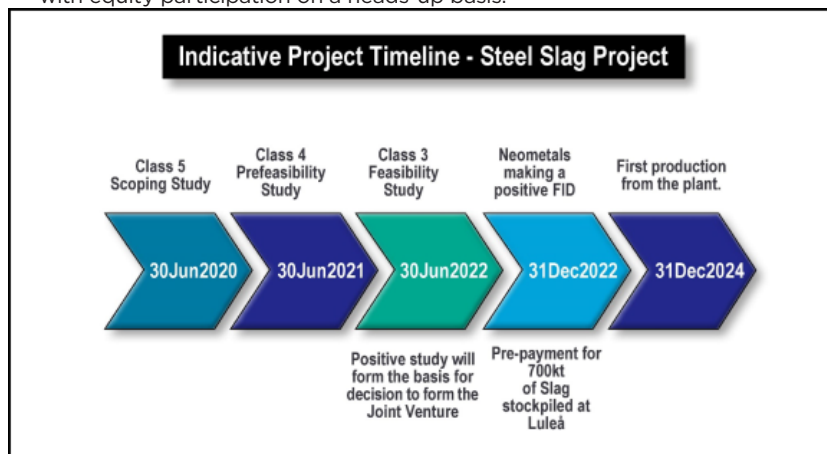 with equity participation on a heads-up basis.
Indicative Project Timeline - Steel Slag Project
Class 5
Scoping Study
Class 4
Prefeasibility
Study
Class 3
Feasibility
Study
Neometals
making a
positive FID
First production
from the plant.
30Jun2020
30Jun2021
30Jun2022
31Dec2022
31Dec2024
Positive study will
form the basis for
decision to form the
Joint Venture
Pre-payment for
700kt
of Slag
stockpiled at
Luleå